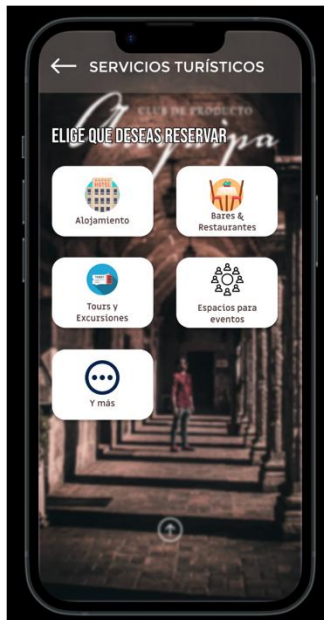 SERVICIOS TURÍSTICOS
CLUB DE PRODUCTO
ELIGE QUE DESEAS RESERVAR
HOTEL
Alojamiento
Bares &
Restaurantes
Tours y
Excursiones
Espacios para
eventos
Y más